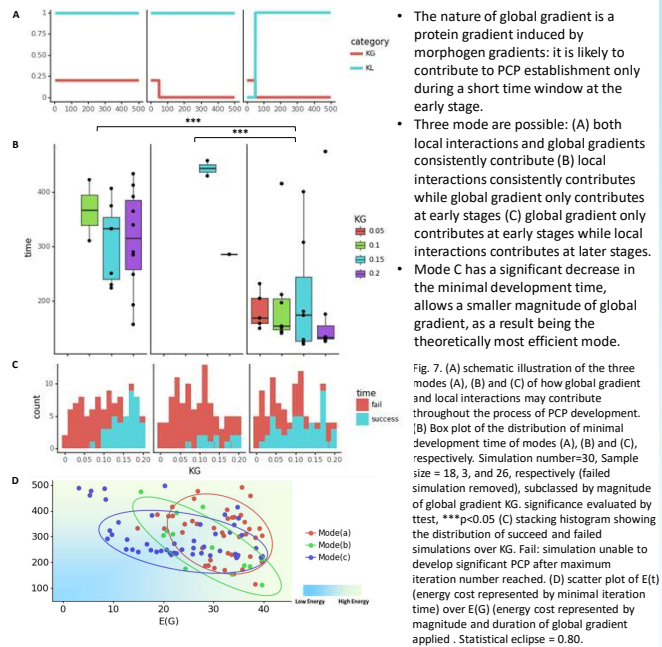 A
1
0.75
0.5
0.25
0
0 100 200 300 400 500
0 100 200 300 400 500
0 100 200 300 400 500
category
KG
KL
***
***
B
time
400
300
200
KG
0.05
0.1
0.15
0.2
C
count
10
5
0
0 0.05 0.10 0.15 0.20
0 0.05 0.10 0.15 0.20
0 0.05 0.10 0.15 0.20
KG
time
fail
success
D
500
400
300
200
100
0 10 20 30 40
E(G)
Mode(a)
Mode(b)
Mode(c)
Low Energy High Energy
• The nature of global gradient is a
protein gradient induced by
morphogen gradients: it is likely to
contribute to PCP establishment only
during a short time window at the
early stage.
• Three mode are possible: (A) both
local interactions and global gradients
consistently contribute (B) local
interactions consistently contributes
while global gradient only contributes
at early stages (C) global gradient only
contributes at early stages while local
interactions contributes at later stages.
• Mode C has a significant decrease in
the minimal development time,
allows a smaller magnitude of global
gradient, as a result being the
theoretically most efficient mode.
Fig. 7. (A) schematic illustration of the three
modes (A), (B) and (C) of how global gradient
and local interactions may contribute
throughout the process of PCP development.
(B) Box plot of the distribution of minimal
development time of modes (A), (B) and (C),
respectively. Simulation number=30, Sample
size = 18, 3, and 26, respectively (failed
simulation removed), subclassed by magnitude
of global gradient KG. significance evaluated by
ttest, ***p<0.05 (C) stacking histogram showing
the distribution of succeed and failed
simulations over KG. Fail: simulation unable to
develop significant PCP after maximum
iteration number reached. (D) scatter plot of E(t)
(energy cost represented by minimal iteration
time) over E(G) (energy cost represented by
magnitude and duration of global gradient
applied . Statistical eclipse = 0.80.